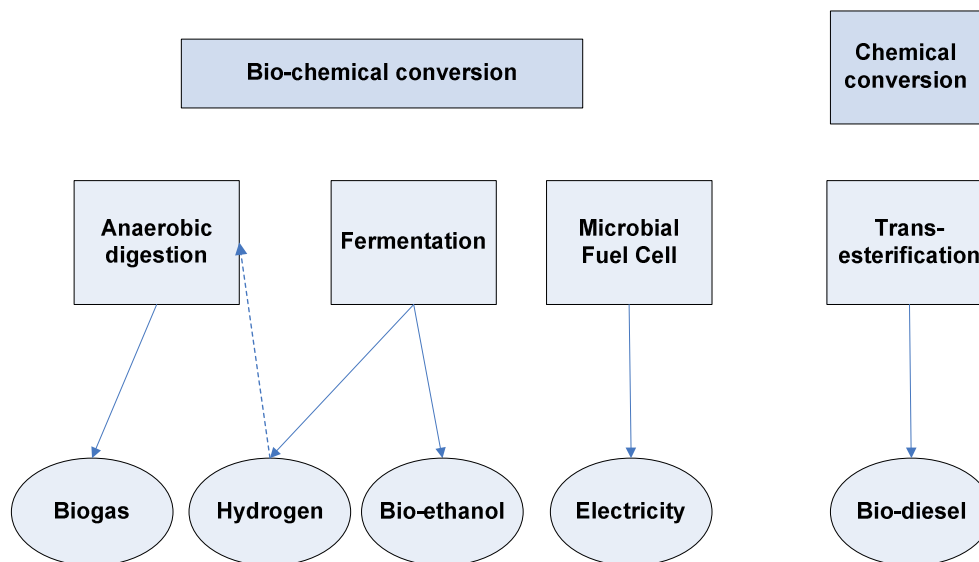 Bio-chemical conversion
Chemical
conversion
Anaerobic
digestion
Fermentation
Microbial
Fuel Cell
Trans-
esterification
Biogas
Hydrogen
Bio-ethanol
Electricity
Bio-diesel